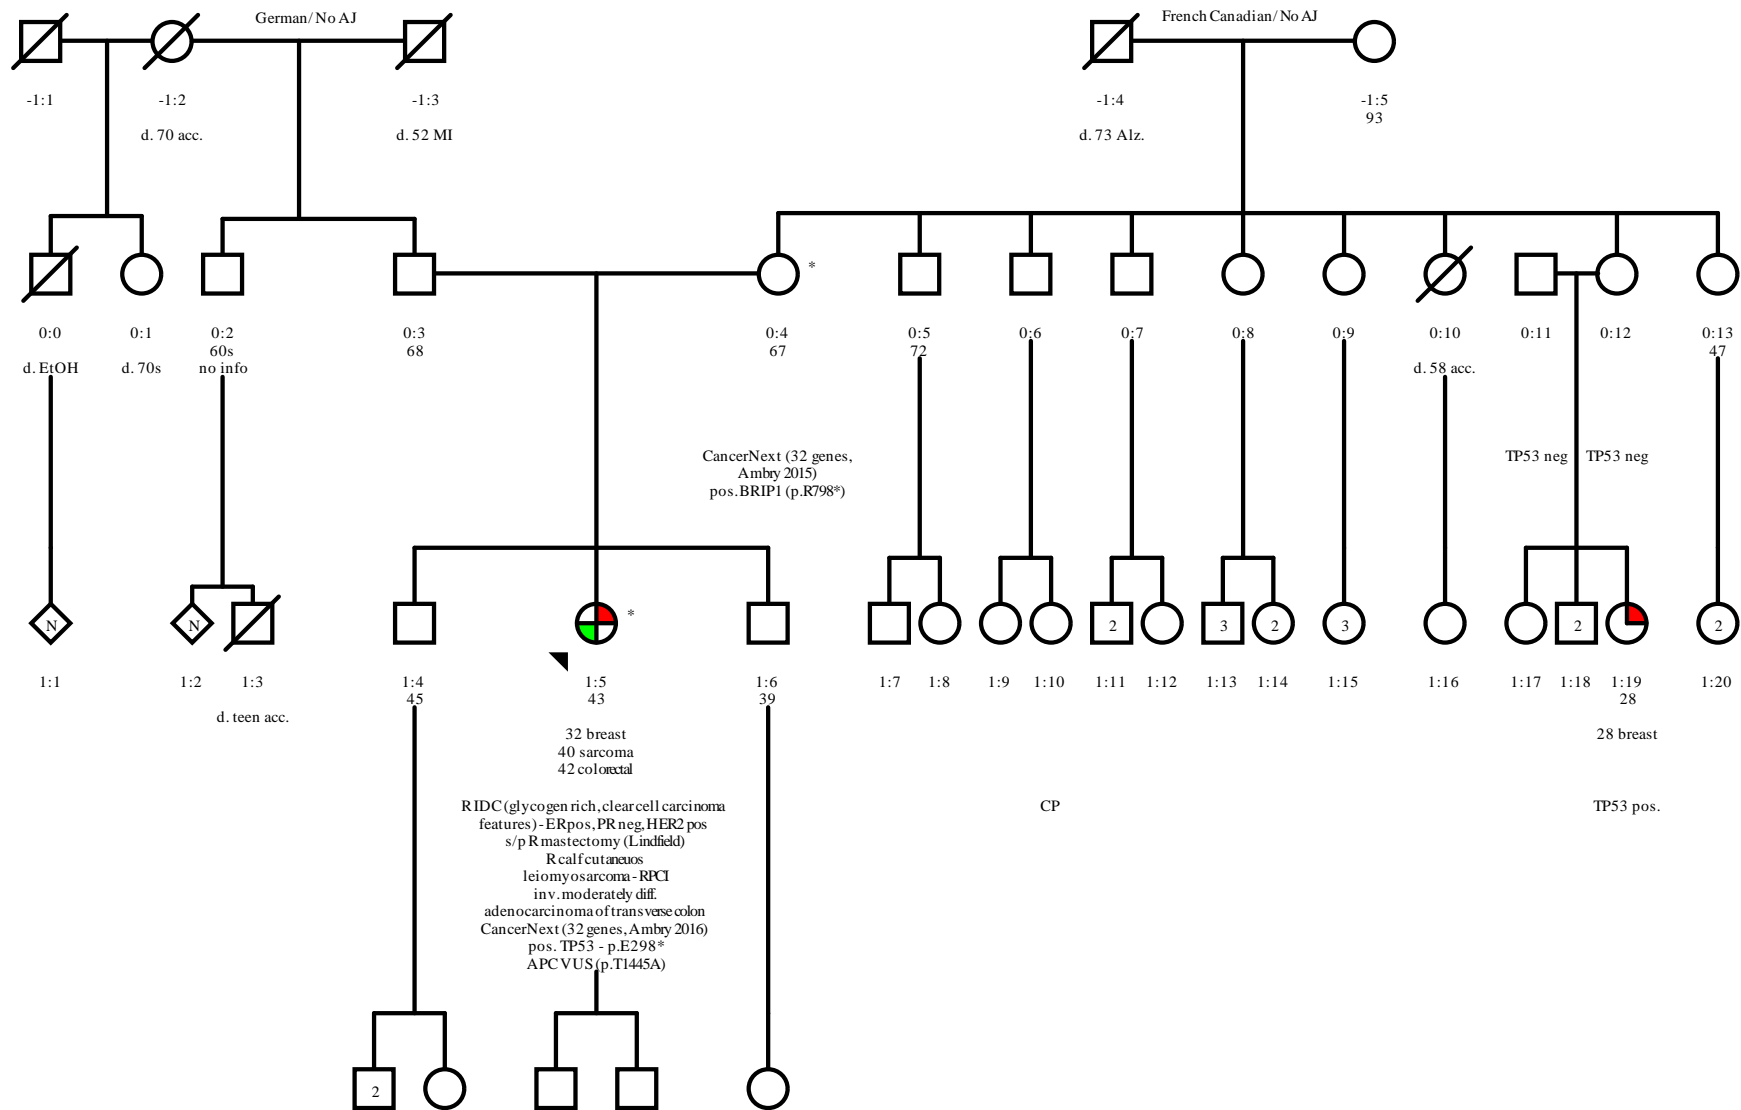 German/ No AJ
French Canadian/ No AJ
-1:1
-1:2
-1:3
-1:4
-1:5
93
d. 70 acc.
d. 52 MI
d. 73 Alz.
*
0:0
0:1
0:2
0:3
0:4
0:5
0:6
0:7
0:8
0:9
0:10
0:11
0:12
0:13
60s
68
67
72
47
d. EtOH
d. 70s
no info
d. 58 acc.
CancerNext (32 genes,
Ambry 2015)
pos. BRIP1 (p.R798*)
TP53 neg
TP53 neg
N
N
*
2
3
2
3
2
2
1:1
1:2
1:3
1:4
1:5
1:6
1:7
1:8
1:9
1:10
1:11
1:12
1:13
1:14
1:15
1:16
1:17
1:18
1:19
1:20
45
43
39
28
d. teen acc.
32 breast
40 sarcoma
42 colorectal
28 breast
R IDC (glycogen rich, clear cell carcinoma
features) - ER pos, PR neg, HER2 pos
s/p R mastectomy (Lindfield)
R calf cutaneuos
leiomyosarcoma - RPCI
inv. moderately diff.
adenocarcinoma of transverse colon
CancerNext (32 genes, Ambry 2016)
pos. TP53 - p.E298*
APC VUS (p.T1445A)
CP
TP53 pos.
2